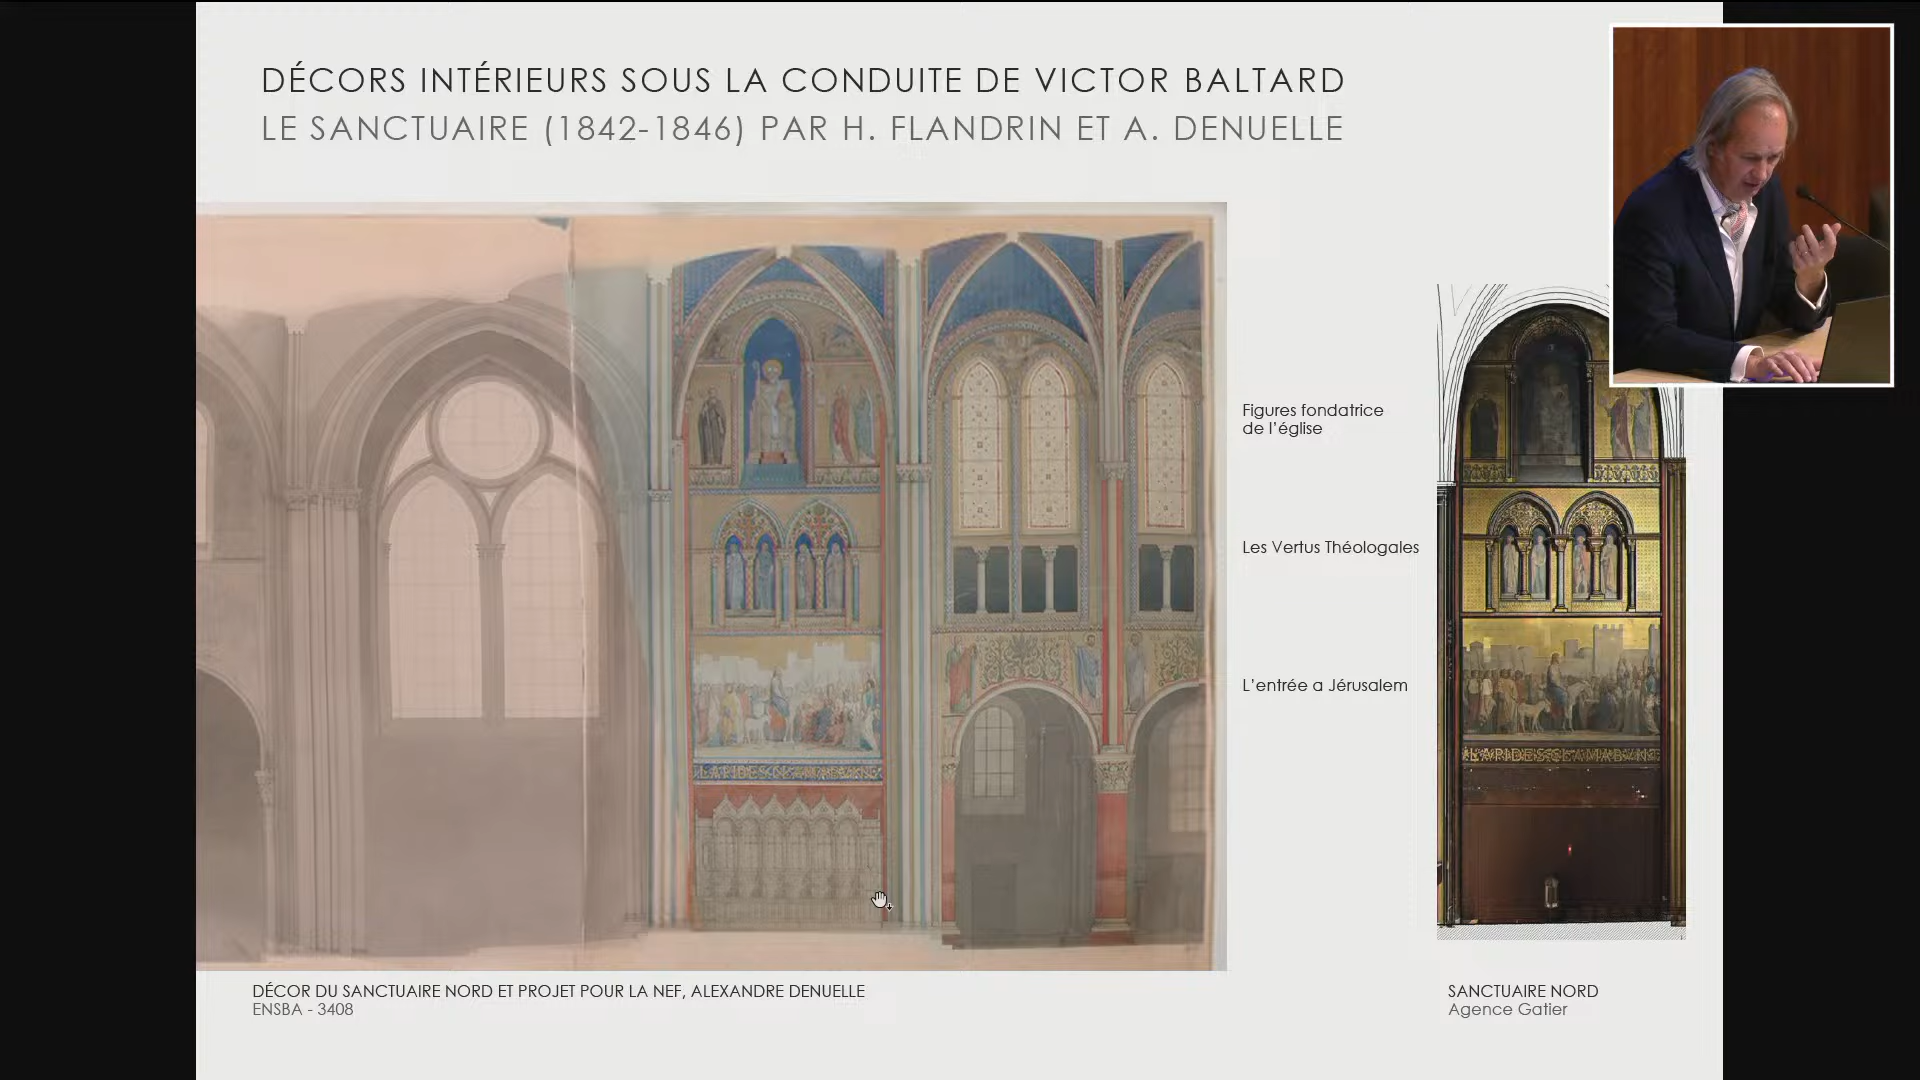 DÉCORS INTÉRIEURS SOUS LA CONDUITE DE VICTOR BALTARD
LE SANCTUAIRE (1842-1846) PAR H. FLANDRIN ET A. DENUELLE
Figures fondatrice
de l'église
Les Vertus Théologales
L'entrée a Jérusalem
DÉCOR DU SANCTUAIRE NORD ET PROJET POUR LA NEF, ALEXANDRE DENUELLE
ENSBA - 3408
SANCTUAIRE NORD
Agence Gatier